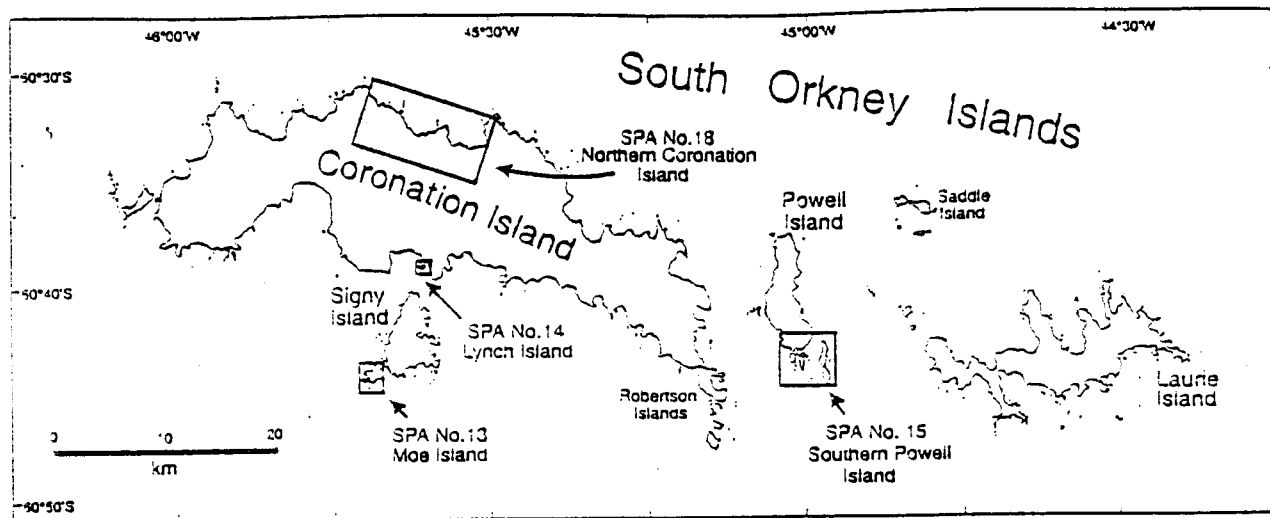 46°00'W
45°30'W
45°00'W
44°30'W
60°30'S
South Orkney Islands
SPA No.18
Northern Coronation
Island
Coronation Island
Powell
Island
Saddle
Island
60°40'S
Signy
Island
SPA No.14
Lynch Island
Robertson
Islands
Laurie
Island
0 10 20
km
SPA No.13
Moe Island
SPA No. 15
Southern Powell
Island
60°50'S